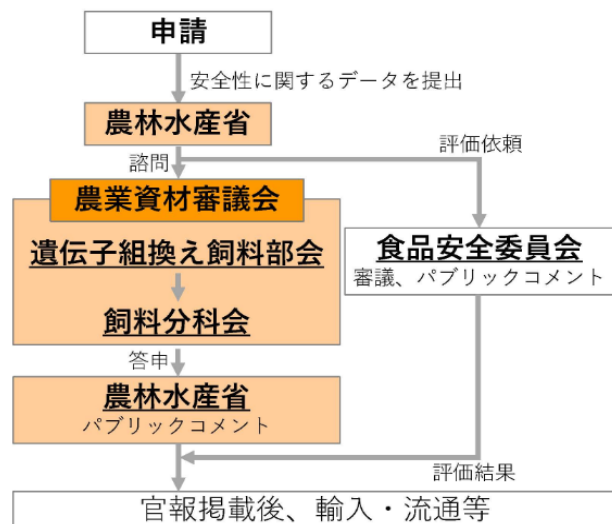 申請
安全性に関するデータを提出
農林水産省
評価依頼
諮問
農業資材審議会
遺伝子組換え飼料部会
食品安全委員会
審議、パブリックコメント
飼料分科会
答申
農林水産省
パブリックコメント
評価結果
官報掲載後、輸入・流通等